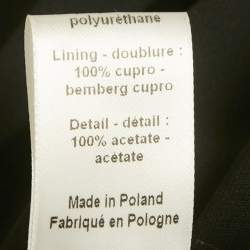 polyuréthane
Lining - doublure :
100% cupro -
bemberg cupro
Detail - détail :
100% acetate -
acétate
Made in Poland
Fabriqué en Pologne